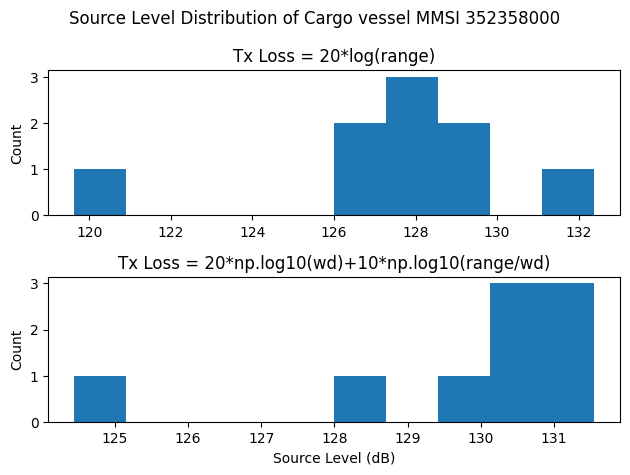 Source Level Distribution of Cargo vessel MMSI 352358000
Tx Loss = 20*log(range)
Count
3
2
1
0
120 122 124 126 128 130 132
Tx Loss = 20*np.log10(wd)+10*np.log10(range/wd)
Count
3
2
1
0
125 126 127 128 129 130 131
Source Level (dB)